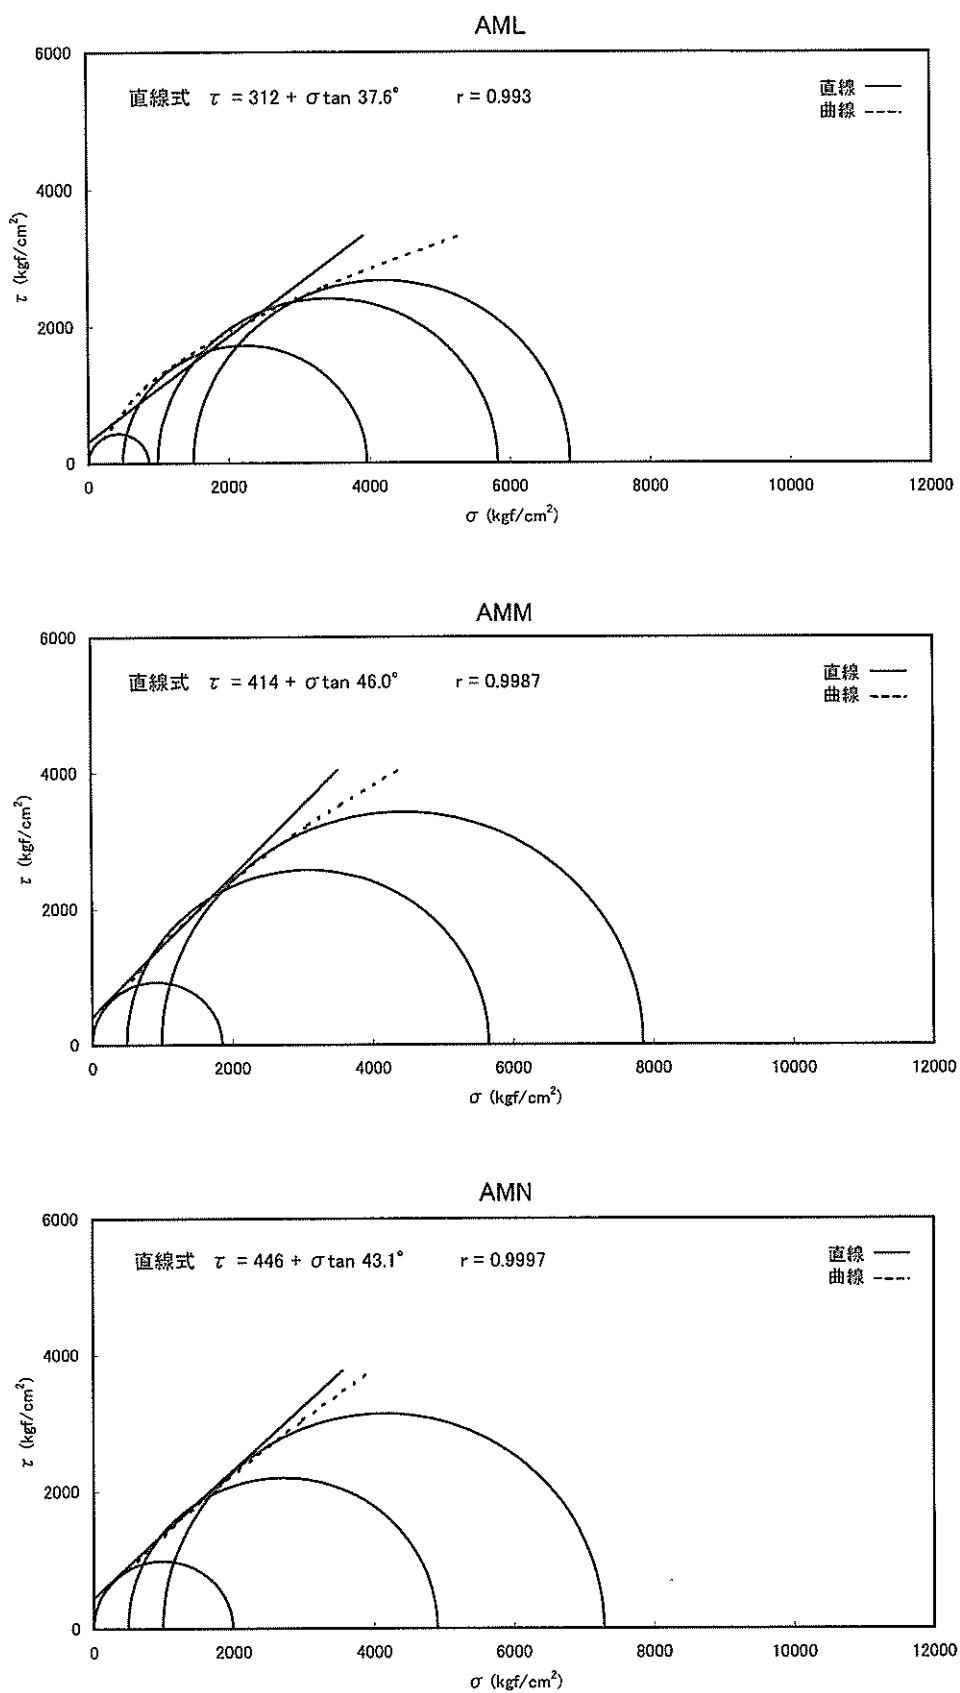 AML
6000
直線式 τ = 312 + σtan 37.6° r = 0.993
直線
曲線
4000
τ (kgf/cm²)
2000
0
0 2000 4000 6000 8000 10000 12000
σ (kgf/cm²)
AMM
6000
直線式 τ = 414 + σtan 46.0° r = 0.9987
直線
曲線
4000
τ (kgf/cm²)
2000
0
0 2000 4000 6000 8000 10000 12000
σ (kgf/cm²)
AMN
6000
直線式 τ = 446 + σtan 43.1° r = 0.9997
直線
曲線
4000
τ (kgf/cm²)
2000
0
0 2000 4000 6000 8000 10000 12000
σ (kgf/cm²)